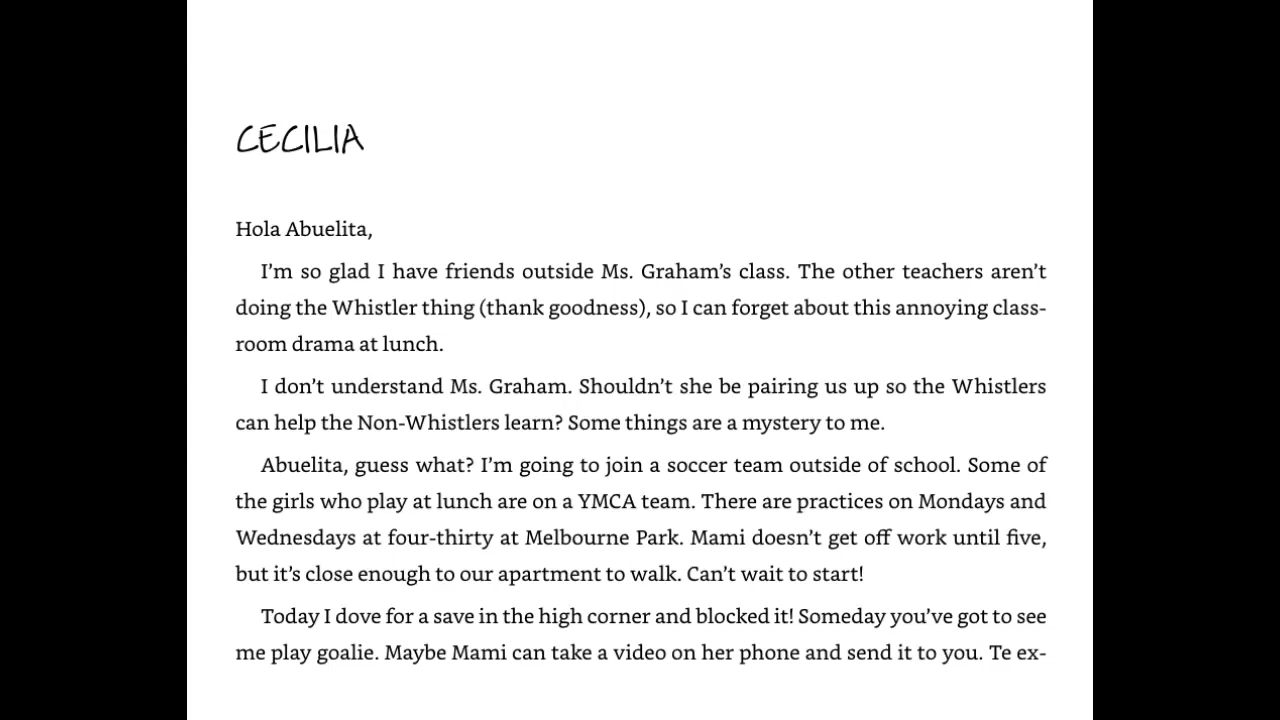 CECILIA
Hola Abuelita,
I’m so glad I have friends outside Ms. Graham’s class. The other teachers aren’t
doing the Whistler thing (thank goodness), so I can forget about this annoying class-
room drama at lunch.
I don’t understand Ms. Graham. Shouldn’t she be pairing us up so the Whistlers
can help the Non-Whistlers learn? Some things are a mystery to me.
Abuelita, guess what? I’m going to join a soccer team outside of school. Some of
the girls who play at lunch are on a YMCA team. There are practices on Mondays and
Wednesdays at four-thirty at Melbourne Park. Mami doesn’t get off work until five,
but it’s close enough to our apartment to walk. Can’t wait to start!
Today I dove for a save in the high corner and blocked it! Someday you’ve got to see
me play goalie. Maybe Mami can take a video on her phone and send it to you. Te ex-